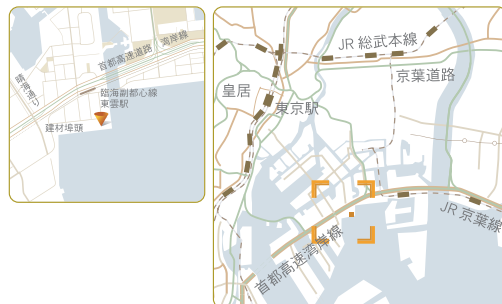 首都高速道路 海岸線
晴海通り
臨海副都心線
東雲駅
建材埠頭
JR 総武本線
京葉道路
皇居
東京駅
JR 京葉線
首都高速湾岸線